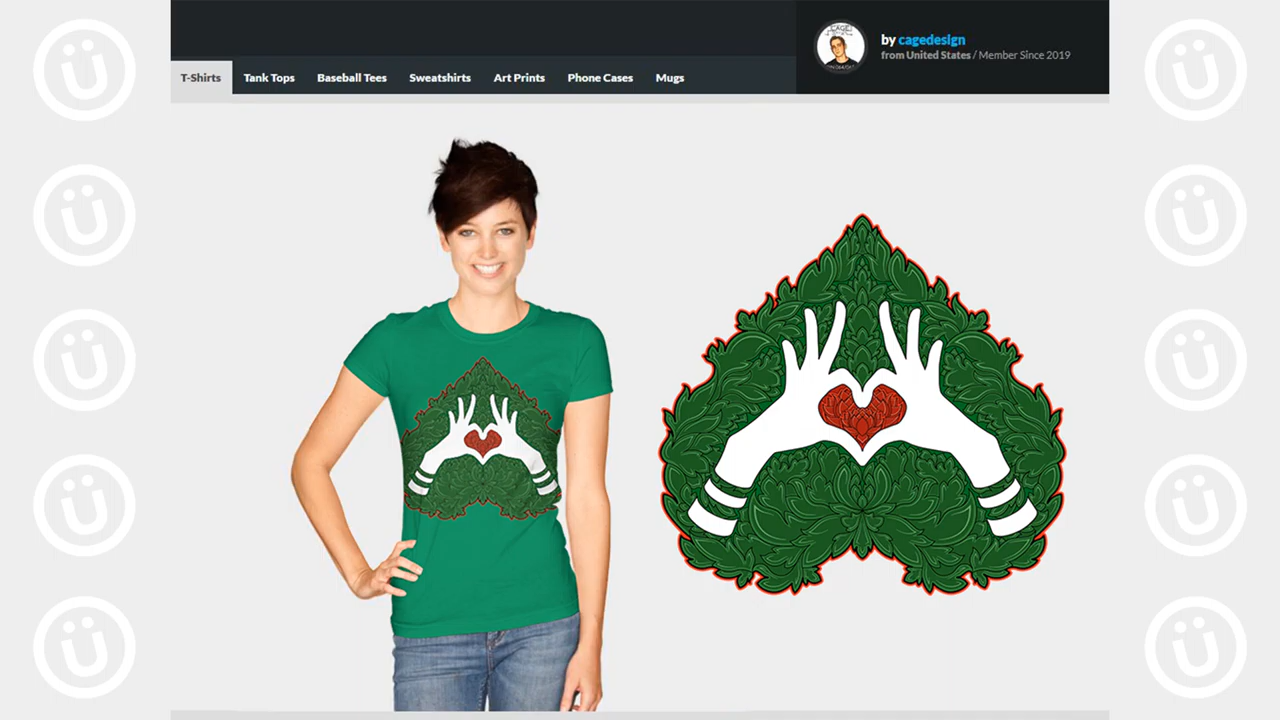 by cagedesign
from United States / Member Since 2019
T-Shirts Tank Tops Baseball Tees Sweatshirts Art Prints Phone Cases Mugs